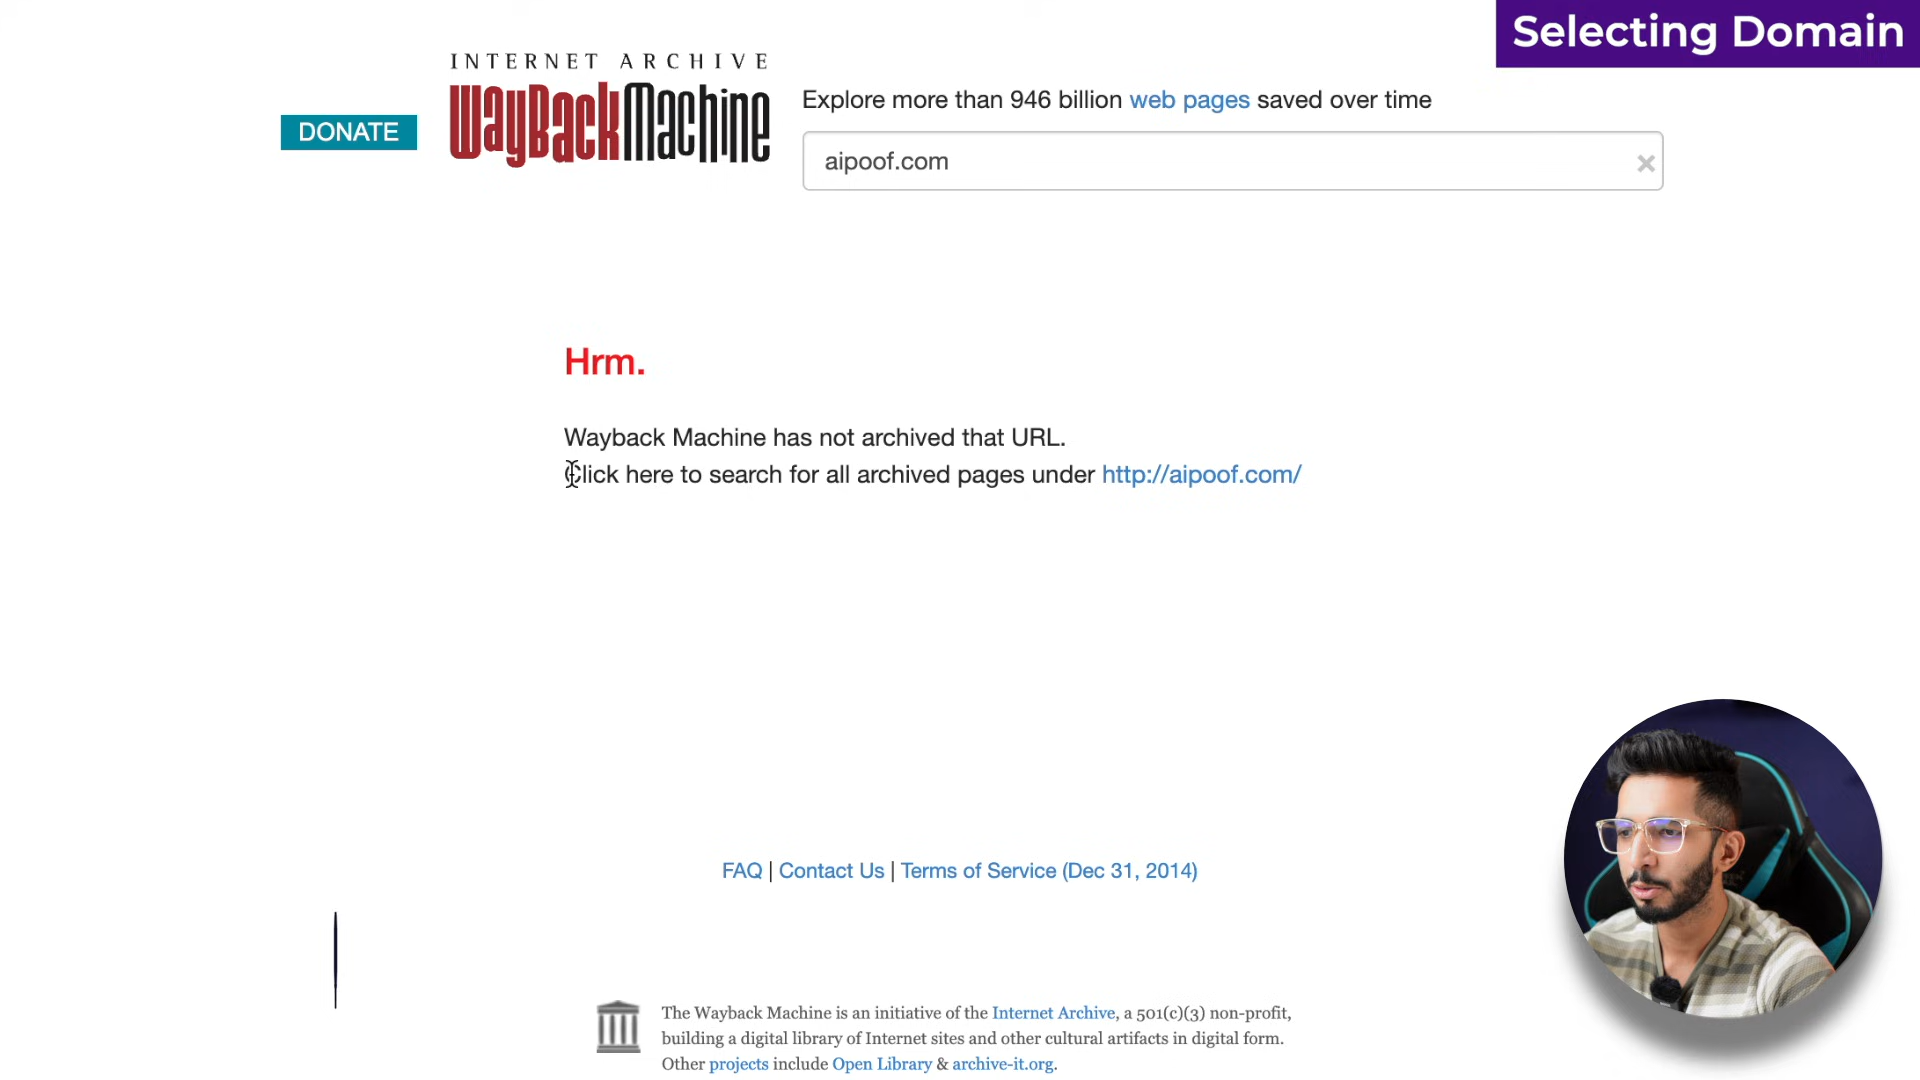 Selecting Domain
INTERNET ARCHIVE
WayBackMachine
DONATE
Explore more than 946 billion web pages saved over time
aipoof.com
Hrm.
Wayback Machine has not archived that URL.
Click here to search for all archived pages under http://aipoof.com/
FAQ | Contact Us | Terms of Service (Dec 31, 2014)
The Wayback Machine is an initiative of the Internet Archive, a 501(c)(3) non-profit,
building a digital library of Internet sites and other cultural artifacts in digital form.
Other projects include Open Library & archive-it.org.